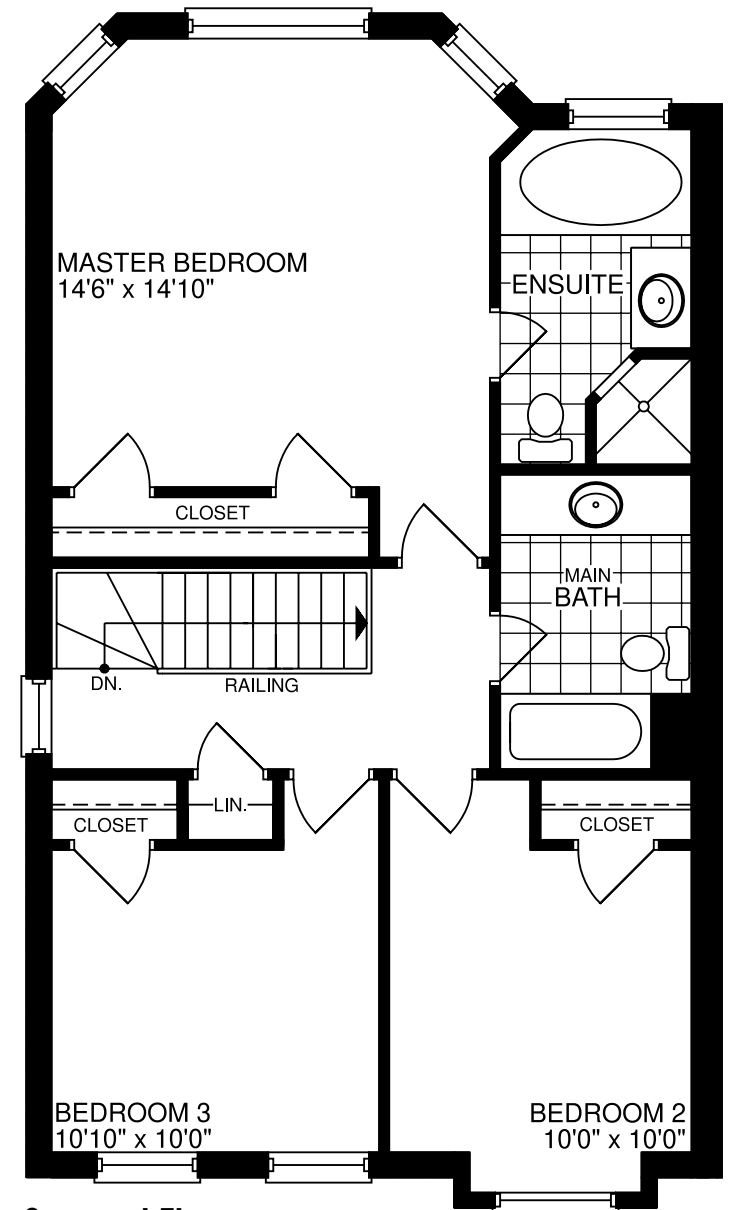 MASTER BEDROOM
14'6" x 14'10"
ENSUITE
CLOSET
MAIN
BATH
DN.
RAILING
LIN.
CLOSET
CLOSET
BEDROOM 3
10'10" x 10'0"
BEDROOM 2
10'0" x 10'0"